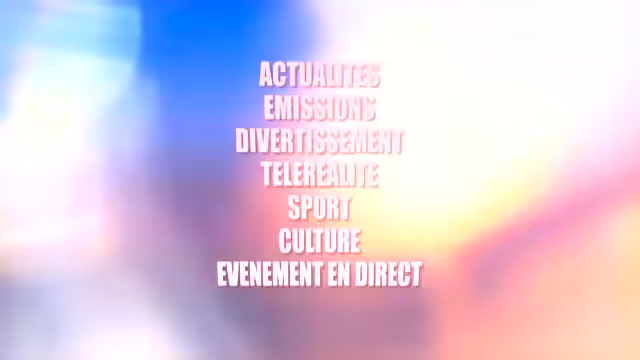 ACTUALITES
EMISSIONS
DIVERTISSEMENT
TELEREALITE
SPORT
CULTURE
EVENEMENT EN DIRECT